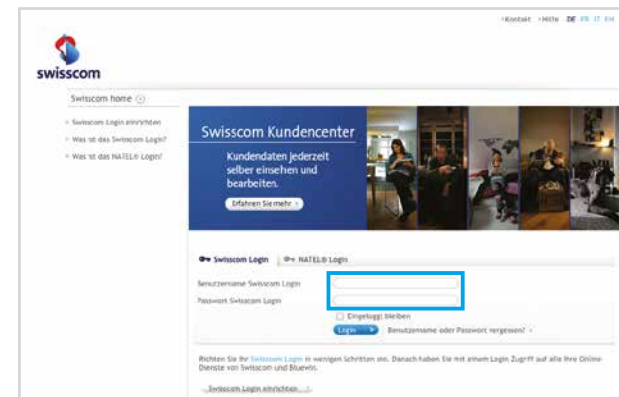 ›Kontakt ›Hilfe DE FR IT EN
swisscom
Swisscom home
Swisscom Login einrichten
Was ist das Swisscom Login?
Was ist das NATEL® Login?
Swisscom Kundencenter
Kundendaten jederzeit
selber einsehen und
bearbeiten.
Erfahren Sie mehr ›
Swisscom Login NATEL® Login
Benutzername Swisscom Login
Passwort Swisscom Login
Eingeloggt bleiben
Login Benutzername oder Passwort vergessen? ›
Richten Sie Ihr Swisscom Login in wenigen Schritten ein. Danach haben Sie mit einem Login Zugriff auf alle Ihre Online-
Dienste von Swisscom und Bluewin.
Swisscom Login einrichten